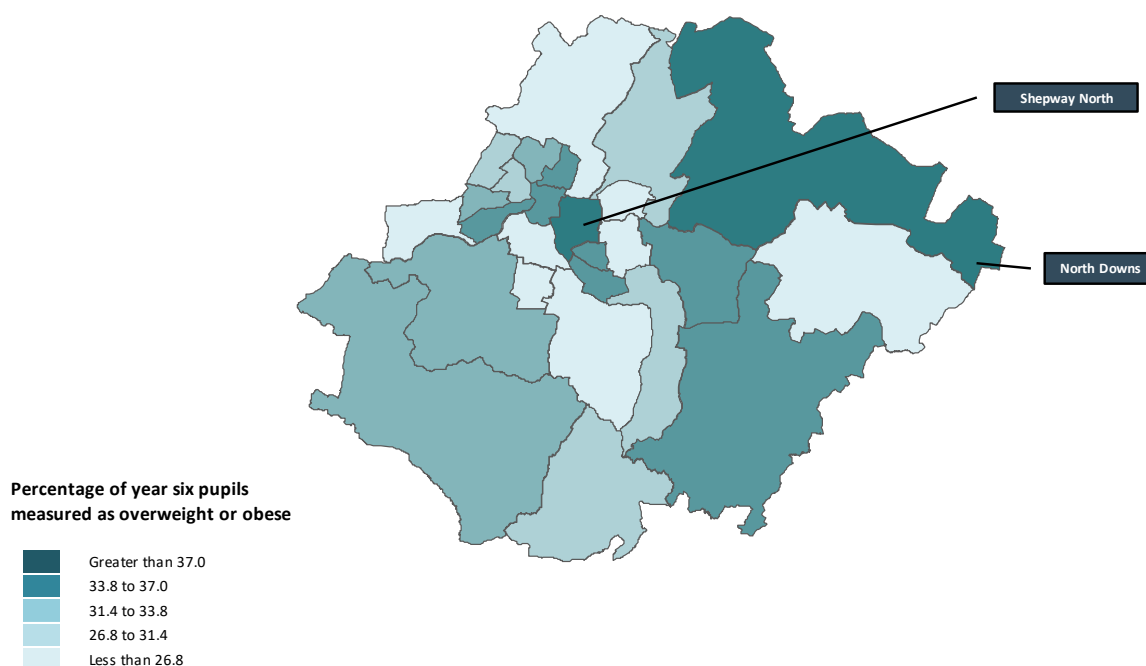 Shepway North
North Downs
Percentage of year six pupils
measured as overweight or obese
Greater than 37.0
33.8 to 37.0
31.4 to 33.8
26.8 to 31.4
Less than 26.8